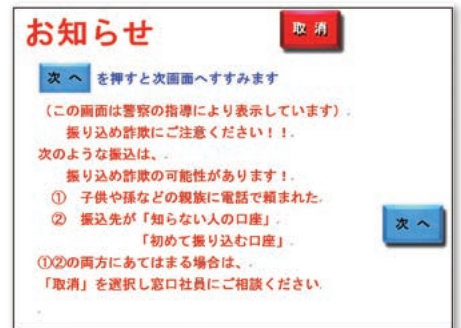 お知らせ
取 消
次 へ を押すと次画面へすすみます
（この画面は警察の指導により表示しています）.
振り込め詐欺にご注意ください！！.
次のような振込は、.
振り込め詐欺の可能性があります！.
① 子供や孫などの親族に電話で頼まれた.
② 振込先が「知らない人の口座」.
「初めて振り込む口座」.
次 へ
①②の両方にあてはまる場合は、.
「取消」を選択し窓口社員にご相談ください.